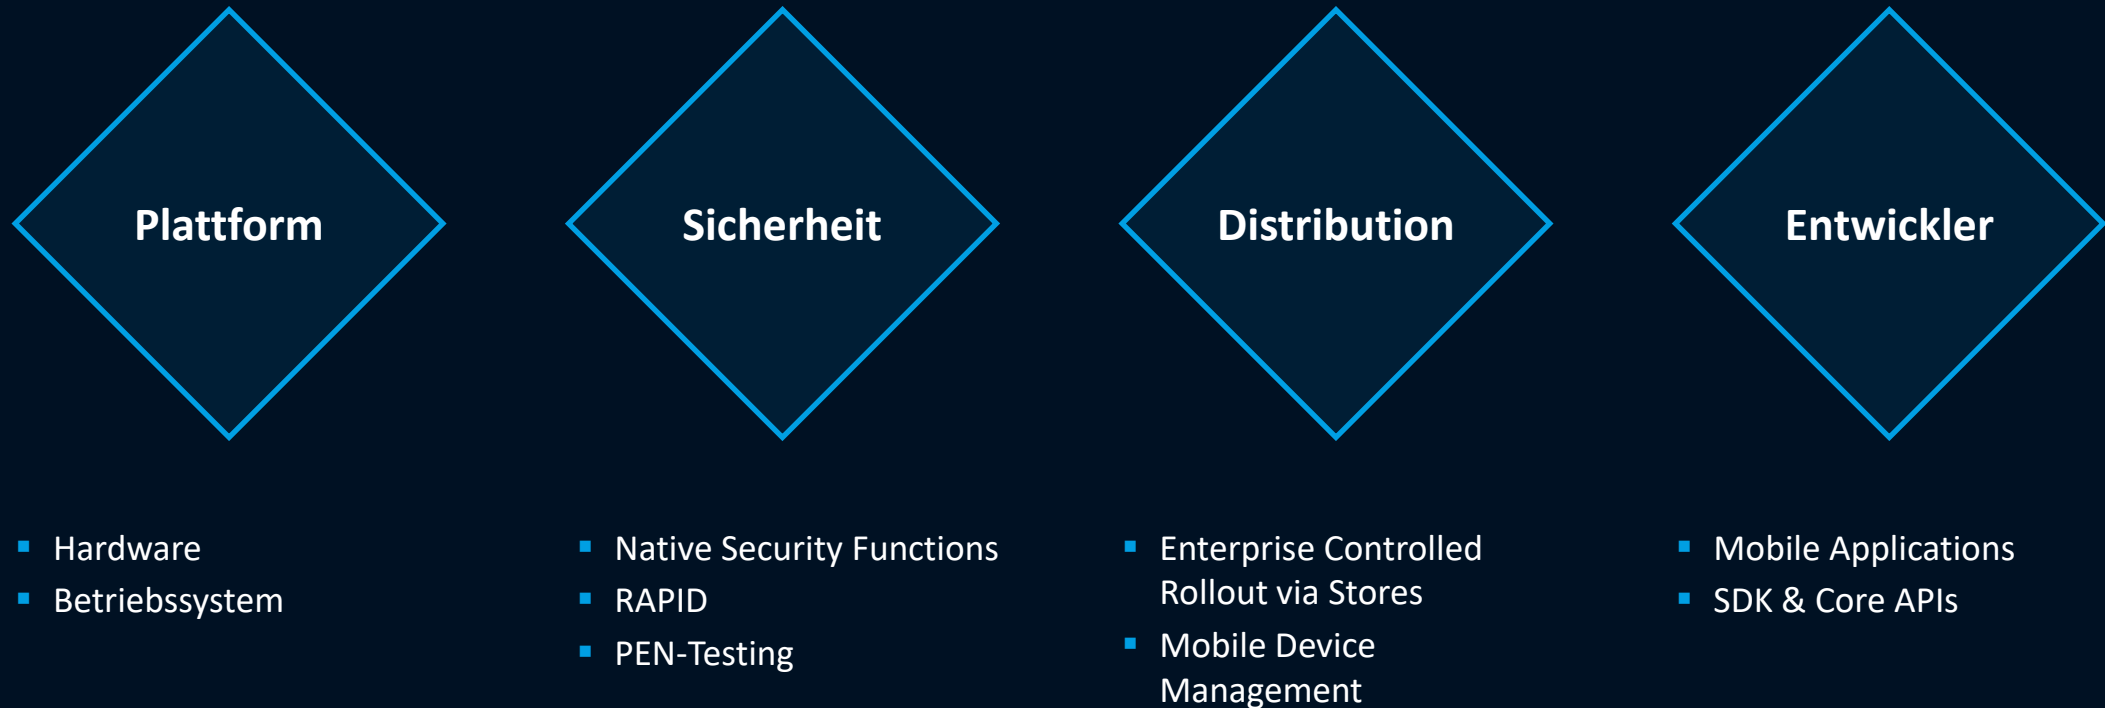 Plattform
Sicherheit
Distribution
Entwickler
▪ Hardware
▪ Betriebssystem
▪ Native Security Functions
▪ RAPID
▪ PEN-Testing
▪ Enterprise Controlled
Rollout via Stores
▪ Mobile Device
Management
▪ Mobile Applications
▪ SDK & Core APIs